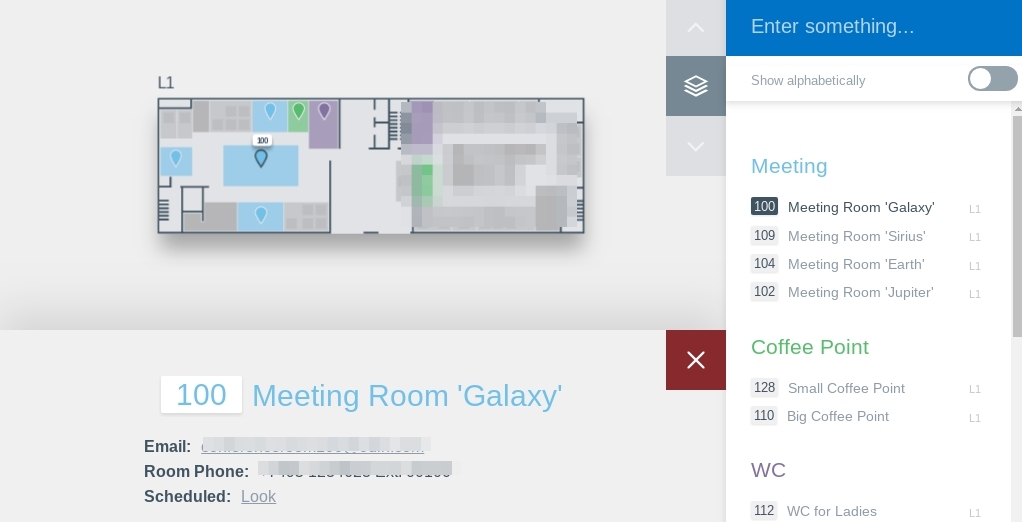 L1
100
Enter something...
Show alphabetically
Meeting
100 Meeting Room 'Galaxy' L1
109 Meeting Room 'Sirius' L1
104 Meeting Room 'Earth' L1
102 Meeting Room 'Jupiter' L1
Coffee Point
128 Small Coffee Point L1
110 Big Coffee Point L1
WC
112 WC for Ladies L1
100 Meeting Room 'Galaxy'
Email:
Room Phone:
Scheduled: Look